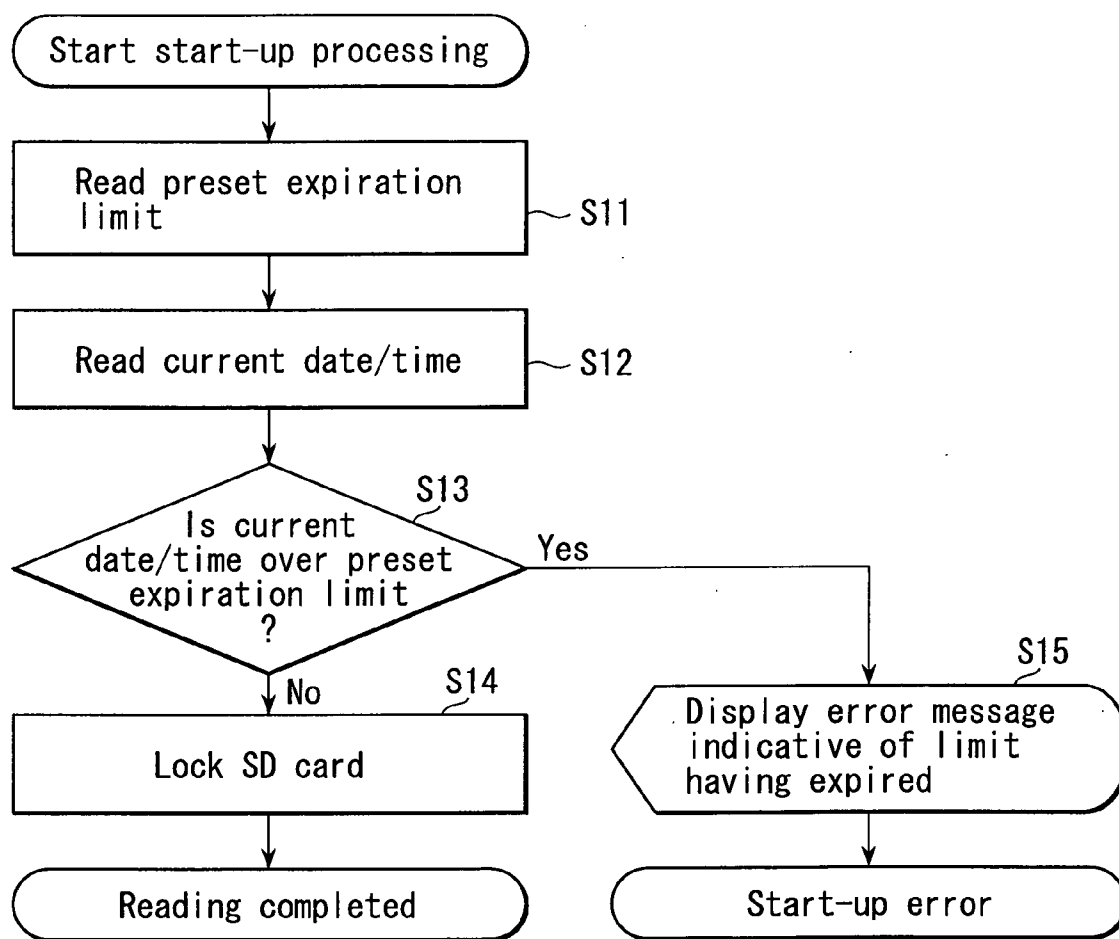 Start start-up processing
Read preset expiration
limit
S11
Read current date/time
S12
S13
Is current
date/time over preset
expiration limit
?
Yes
No
S14
Lock SD card
S15
Display error message
indicative of limit
having expired
Reading completed
Start-up error